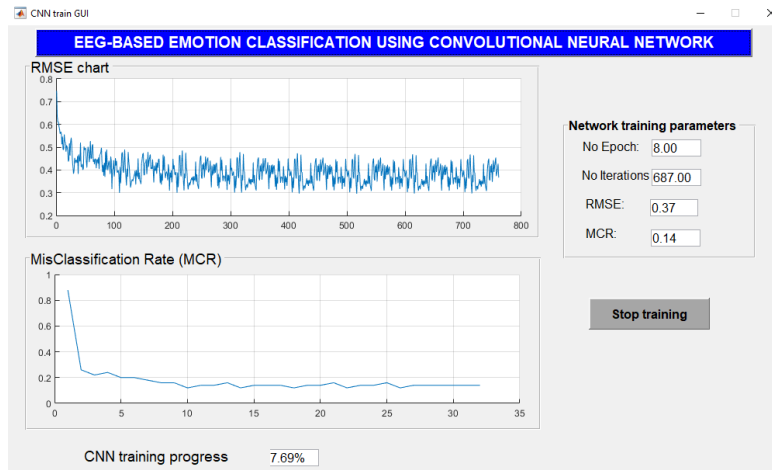 CNN train GUI
EEG-BASED EMOTION CLASSIFICATION USING CONVOLUTIONAL NEURAL NETWORK
RMSE chart
0.8
0.7
0.6
0.5
0.4
0.3
0.2
0 100 200 300 400 500 600 700 800
Network training parameters
No Epoch: 8.00
No Iterations 687.00
RMSE: 0.37
MCR: 0.14
MisClassification Rate (MCR)
1
0.8
0.6
0.4
0.2
0
0 5 10 15 20 25 30 35
Stop training
CNN training progress 7.69%